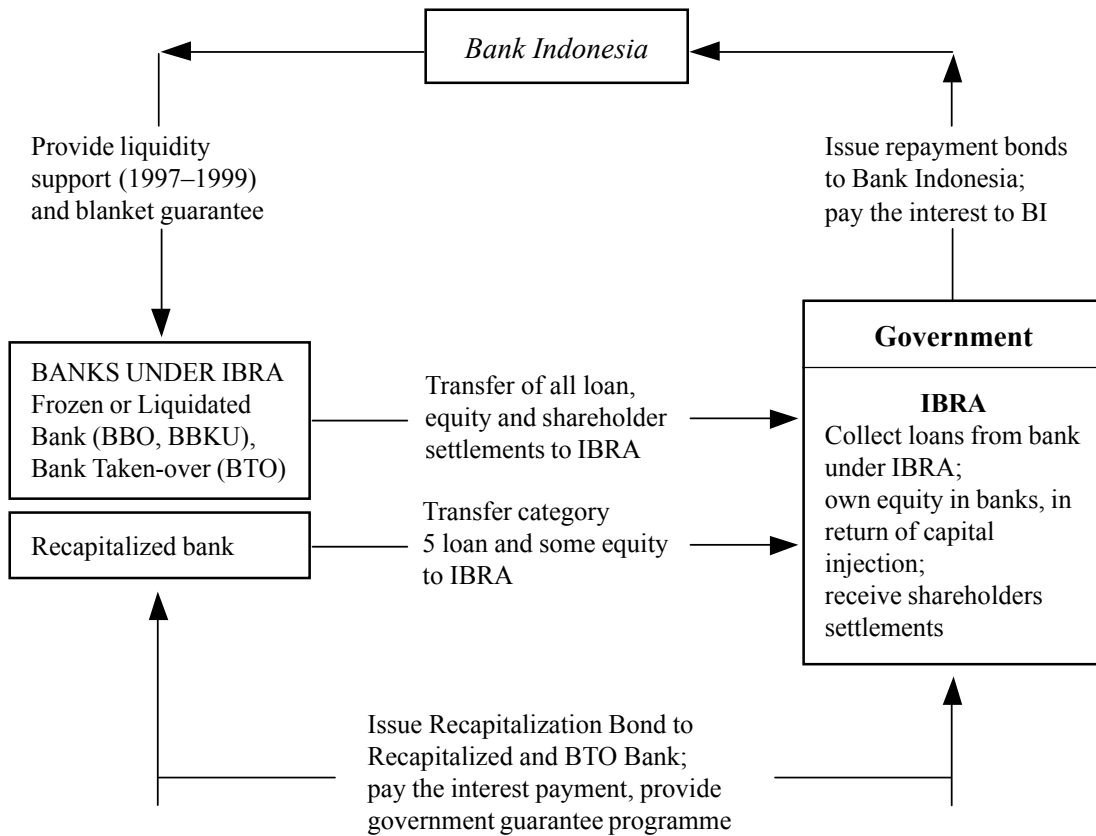 Bank Indonesia
Provide liquidity
support (1997–1999)
and blanket guarantee
Issue repayment bonds
to Bank Indonesia;
pay the interest to BI
BANKS UNDER IBRA
Frozen or Liquidated
Bank (BBO, BBKU),
Bank Taken-over (BTO)
Transfer of all loan,
equity and shareholder
settlements to IBRA
Government
IBRA
Collect loans from bank
under IBRA;
own equity in banks, in
return of capital
injection;
receive shareholders
settlements
Recapitalized bank
Transfer category
5 loan and some equity
to IBRA
Issue Recapitalization Bond to
Recapitalized and BTO Bank;
pay the interest payment, provide
government guarantee programme